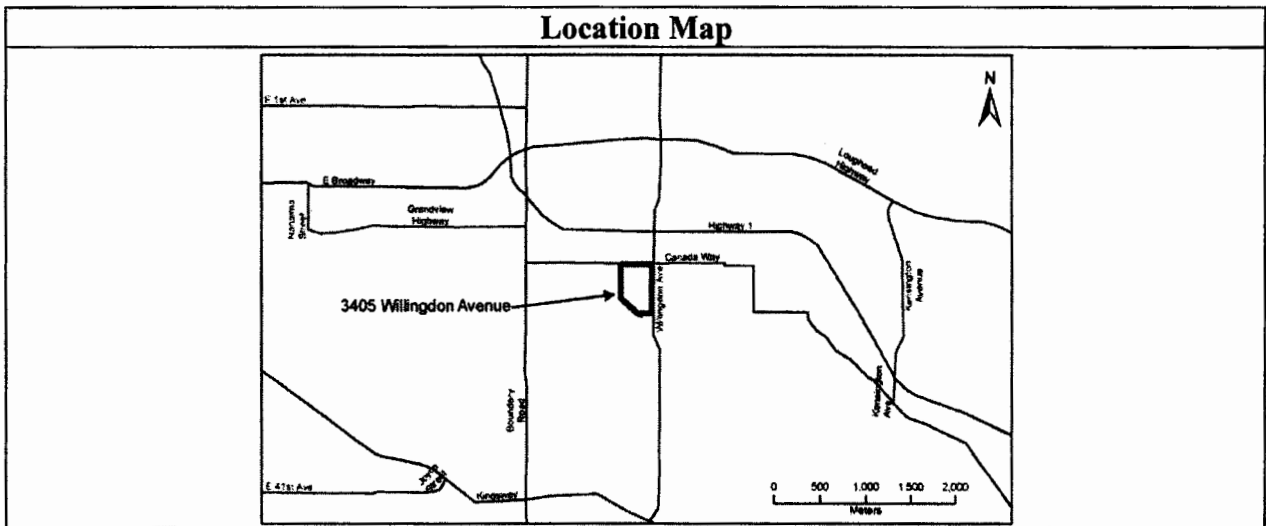 Location Map
N
E 1st Ave
Lougheed
Highway
E Broadway
Nanaimo
Street
Grandview
Highway
Highway 1
Canada Way
Kensington
Avenue
3405 Willingdon Avenue
Willingdon Ave
Boundary
Road
Kensington
Ave
E 41st Ave
Kingsway
0 500 1,000 1,500 2,000
Meters